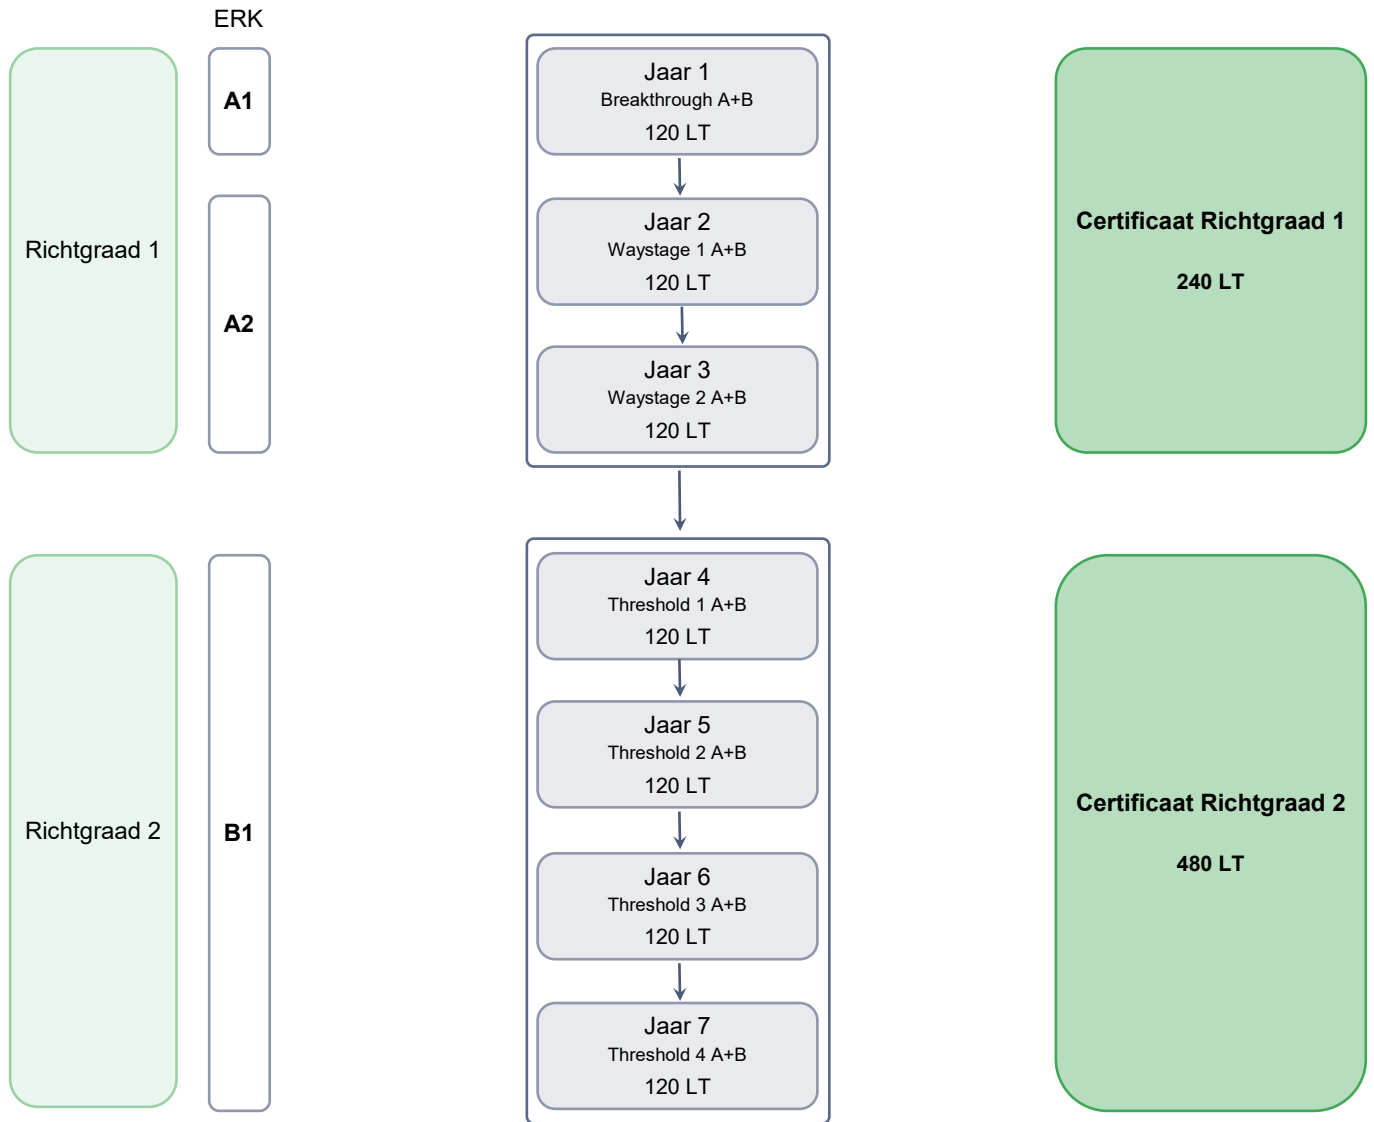 ERK
Richtgraad 1
A1
A2
Jaar 1
Breakthrough A+B
120 LT
Jaar 2
Waystage 1 A+B
120 LT
Jaar 3
Waystage 2 A+B
120 LT
Certificaat Richtgraad 1
240 LT
Richtgraad 2
B1
Jaar 4
Threshold 1 A+B
120 LT
Jaar 5
Threshold 2 A+B
120 LT
Jaar 6
Threshold 3 A+B
120 LT
Jaar 7
Threshold 4 A+B
120 LT
Certificaat Richtgraad 2
480 LT